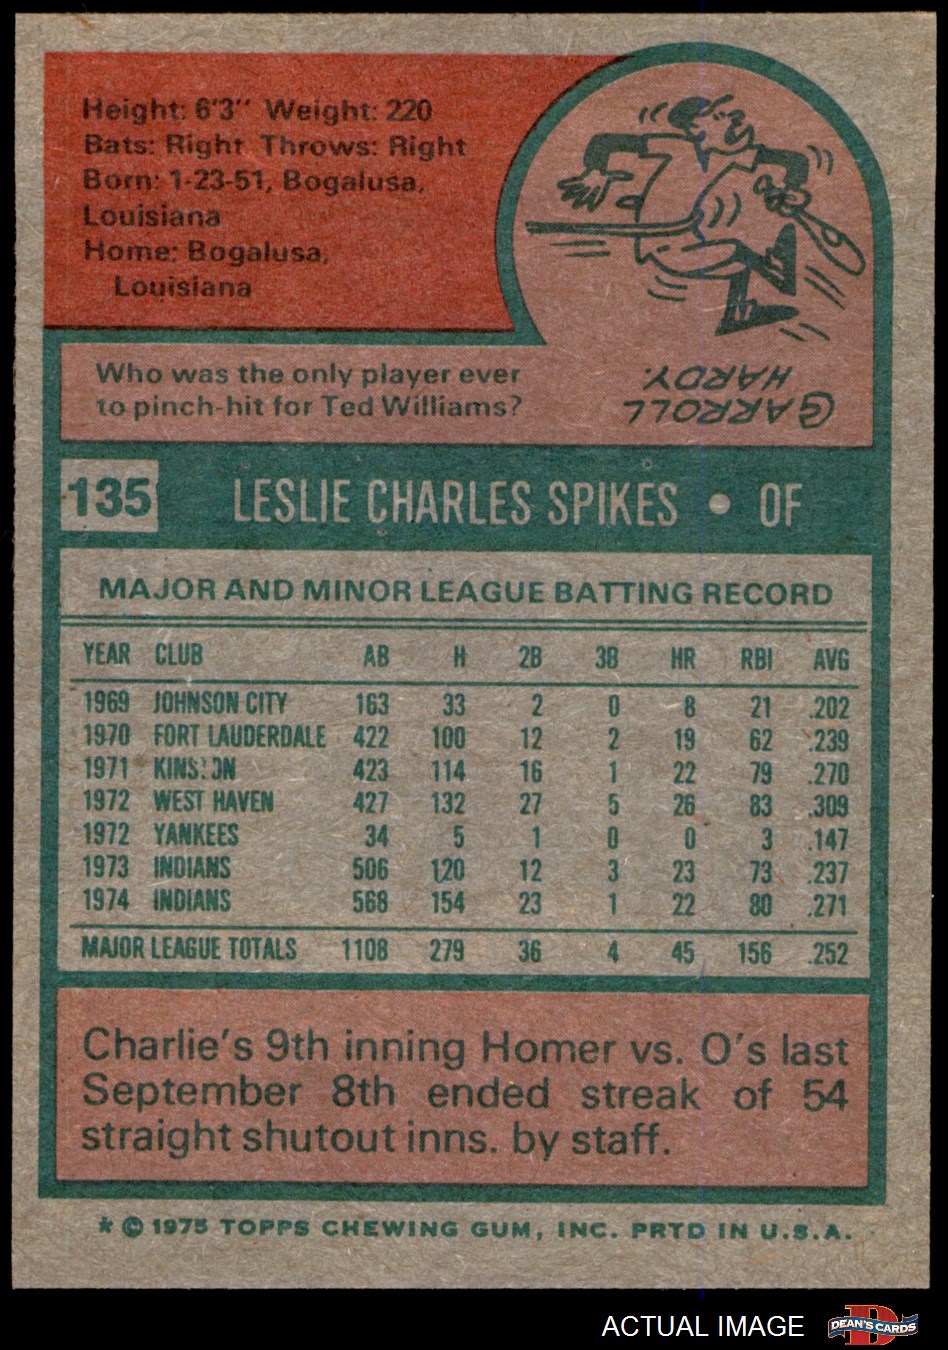 Height: 6'3" Weight: 220
Bats: Right Throws: Right
Born: 1-23-51, Bogalusa,
Louisiana
Home: Bogalusa,
Louisiana
Who was the only player ever
to pinch-hit for Ted Williams?
CARROLL
HARDY.
135 LESLIE CHARLES SPIKES • OF
MAJOR AND MINOR LEAGUE BATTING RECORD
YEAR CLUB AB H 2B 3B HR RBI AVG
1969 JOHNSON CITY 163 33 2 0 8 21 .202
1970 FORT LAUDERDALE 422 100 12 2 19 62 .239
1971 KINSTON 423 114 16 1 22 79 .270
1972 WEST HAVEN 427 132 27 5 26 83 .309
1972 YANKEES 34 5 1 0 0 3 .147
1973 INDIANS 506 120 12 3 23 73 .237
1974 INDIANS 568 154 23 1 22 80 .271
MAJOR LEAGUE TOTALS 1108 279 36 4 45 156 .252
Charlie's 9th inning Homer vs. O's last
September 8th ended streak of 54
straight shutout inns. by staff.
* © 1975 TOPPS CHEWING GUM, INC. PRTD IN U.S.A.
ACTUAL IMAGE
D
DEAN'S CARDS